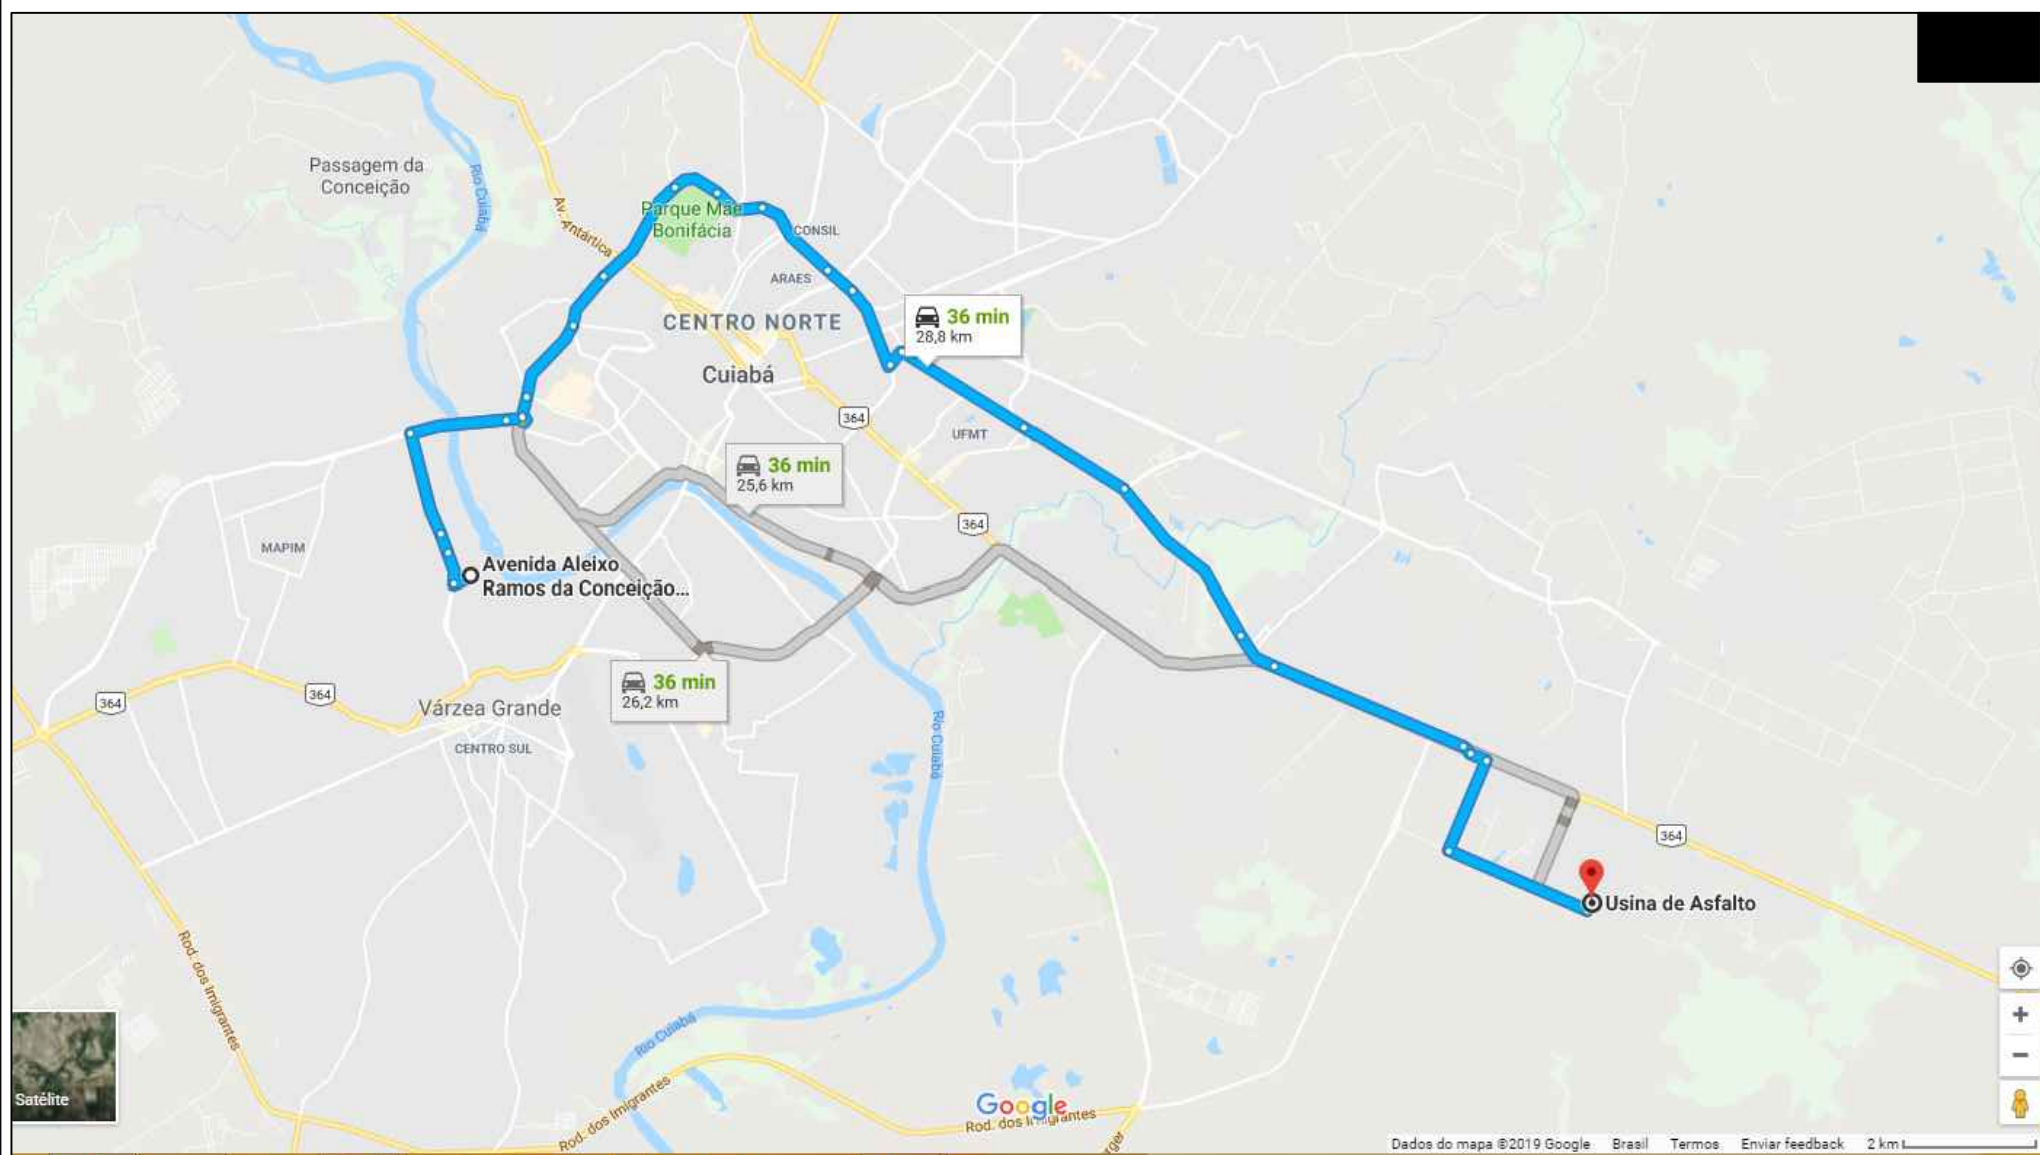 Passagem da
Conceição
Rio Cuiabá
Av. Antártica
Parque Mãe
Bonifácia
CONSIL
ARAES
CENTRO NORTE
36 min
28,8 km
Cuiabá
364
UFMT
36 min
25,6 km
364
MAPIM
Avenida Aleixo
Ramos da Conceição...
36 min
26,2 km
364
364
Várzea Grande
CENTRO SUL
Rio Cuiabá
364
Usina de Asfalto
Rod. dos Imigrantes
Rio Cuiabá
Satélite
Rod. dos Imigrantes
Google
Rod. dos Imigrantes
Dados do mapa ©2019 Google Brasil Termos Enviar feedback 2 km